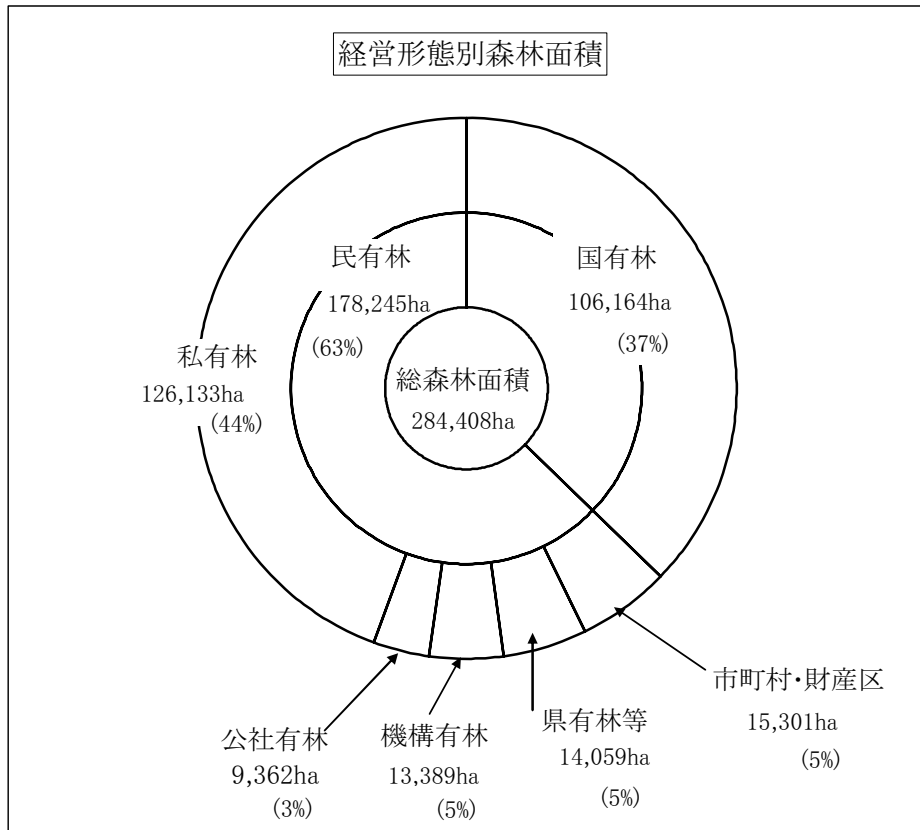 経営形態別森林面積
民有林
178,245ha
(63%)
国有林
106,164ha
(37%)
私有林
126,133ha
(44%)
総森林面積
284,408ha
市町村・財産区
15,301ha
(5%)
県有林等
14,059ha
(5%)
機構有林
13,389ha
(5%)
公社有林
9,362ha
(3%)